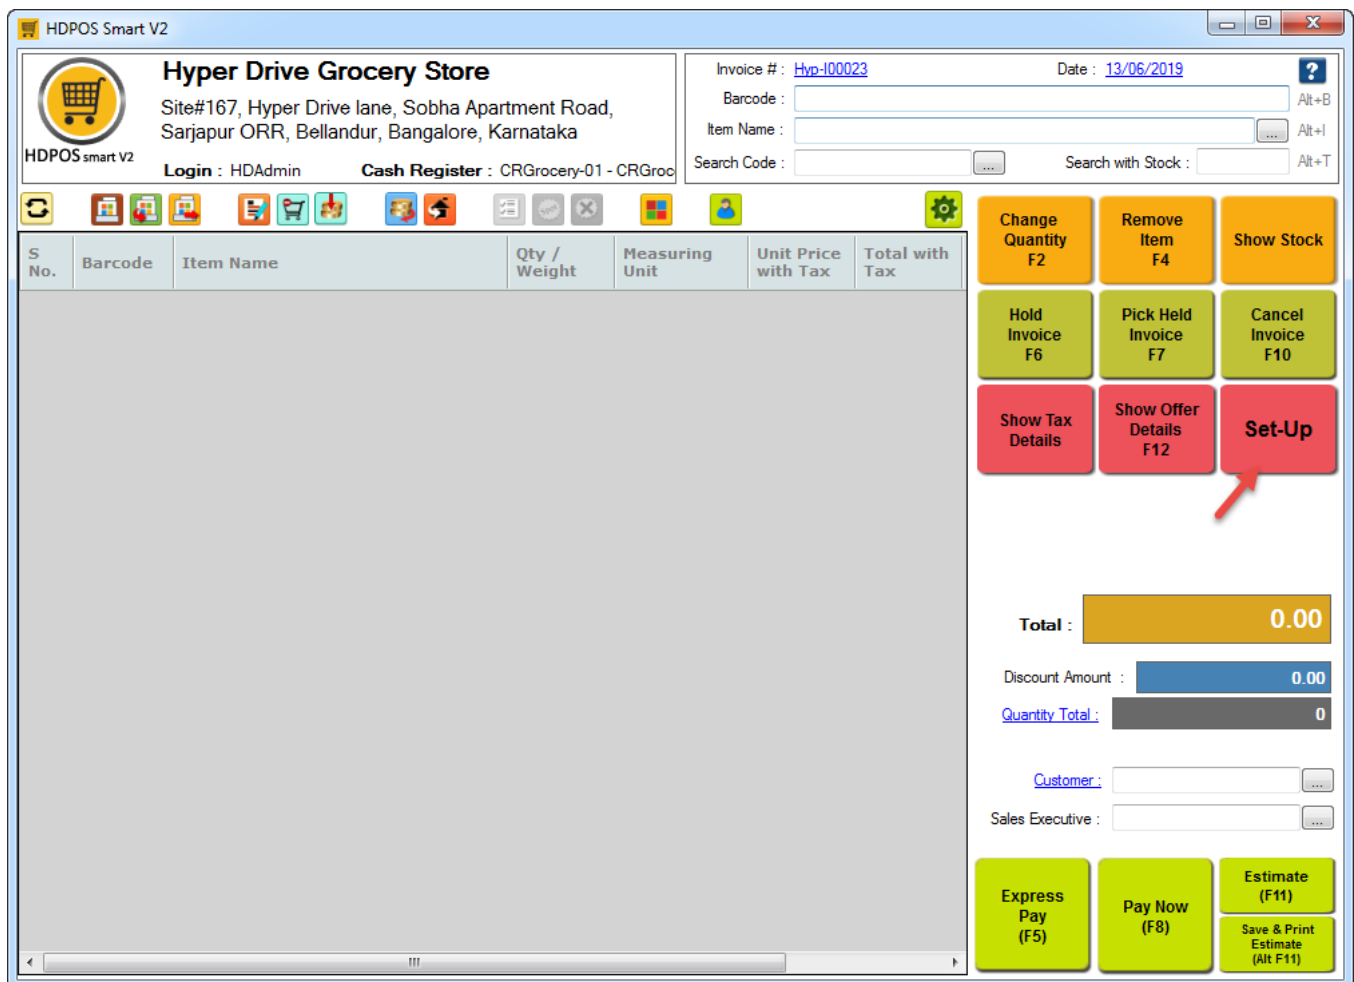 HDPOS Smart V2
Hyper Drive Grocery Store
Site#167, Hyper Drive lane, Sobha Apartment Road,
Sarjapur ORR, Bellandur, Bangalore, Karnataka
HDPOS smart V2
Login : HDAdmin Cash Register : CRGrocery-01 - CRGroc
Invoice # : Hyp-I00023 Date : 13/06/2019 ?
Barcode : Alt+B
Item Name : ... Alt+I
Search Code : ... Search with Stock : Alt+T
S No. Barcode Item Name Qty / Weight Measuring Unit Unit Price with Tax Total with Tax
Change
Quantity
F2
Remove
Item
F4
Show Stock
Hold
Invoice
F6
Pick Held
Invoice
F7
Cancel
Invoice
F10
Show Tax
Details
Show Offer
Details
F12
Set-Up
Total : 0.00
Discount Amount : 0.00
Quantity Total : 0
Customer : ...
Sales Executive : ...
Express
Pay
(F5)
Pay Now
(F8)
Estimate
(F11)
Save & Print
Estimate
(Alt F11)